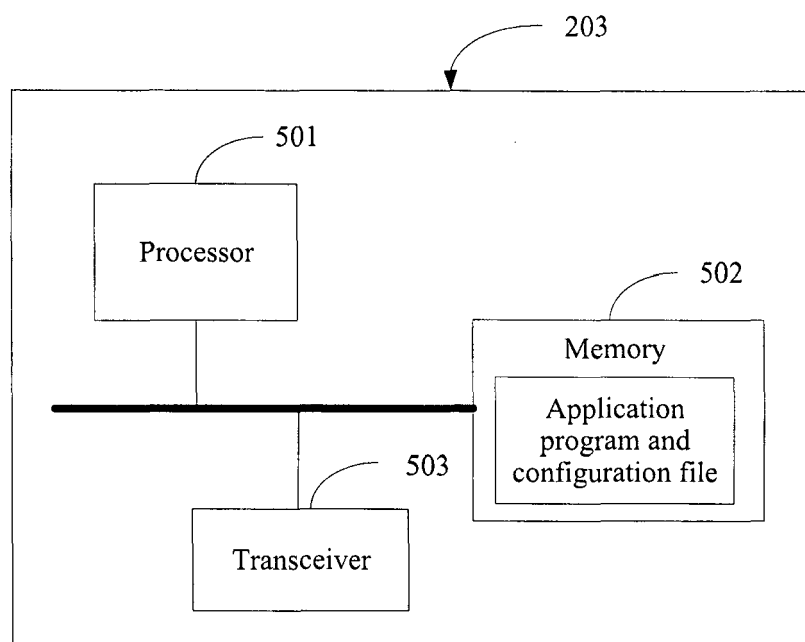 203
501
Processor
502
Memory
Application
program and
configuration file
503
Transceiver